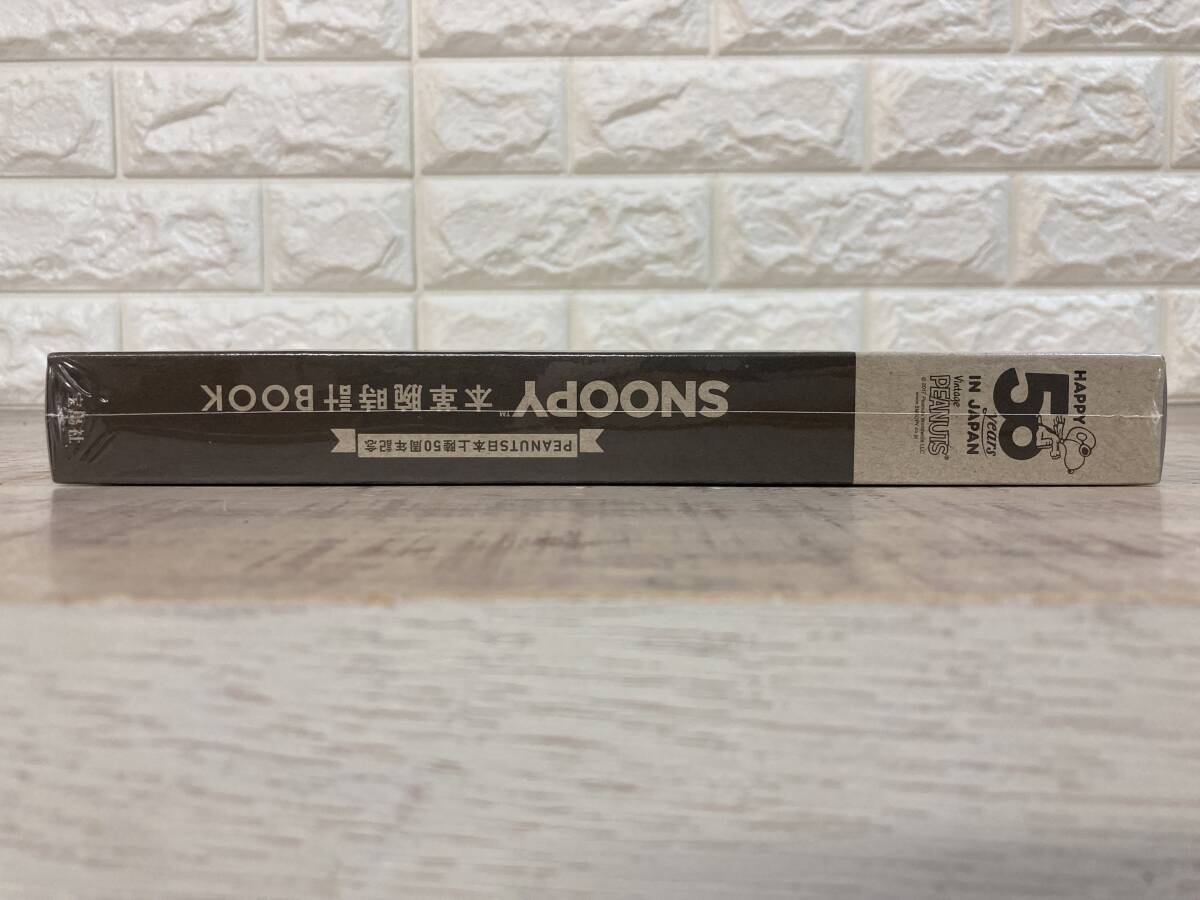 HAPPY
50
years
IN JAPAN
Vintage
PEANUTS®
SNOOPY™ 本革腕時計BOOK
PEANUTS日本上陸50周年記念
宝島社